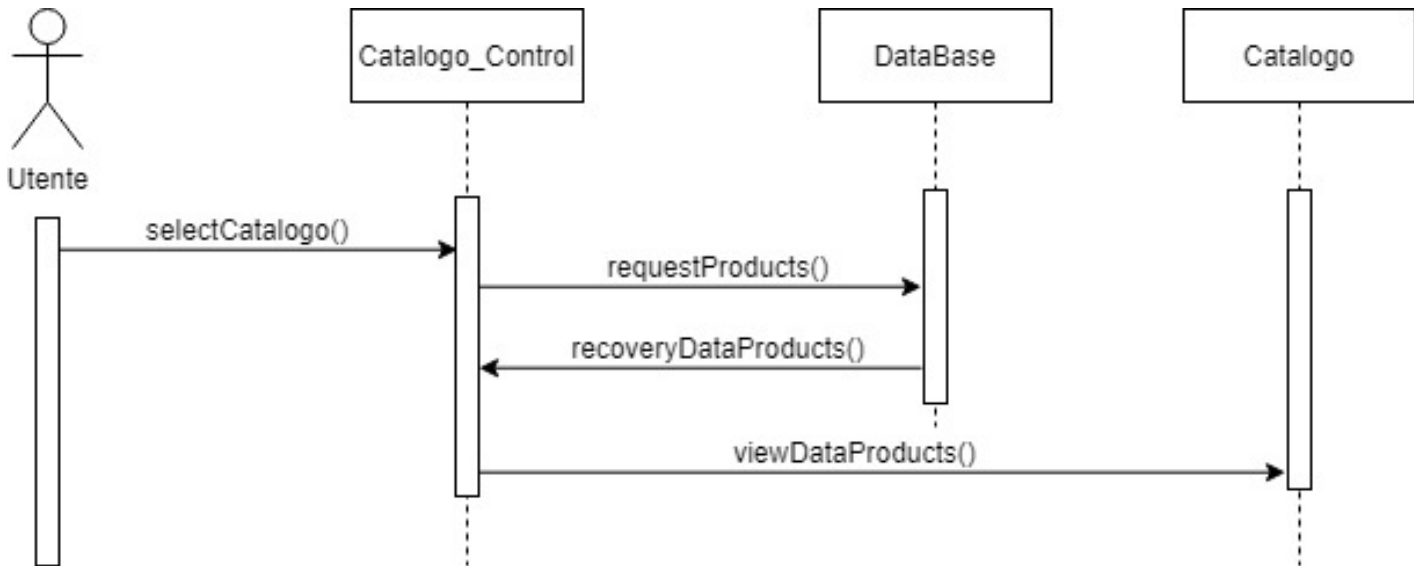 Catalogo_Control
DataBase
Catalogo
Utente
selectCatalogo()
requestProducts()
recoveryDataProducts()
viewDataProducts()